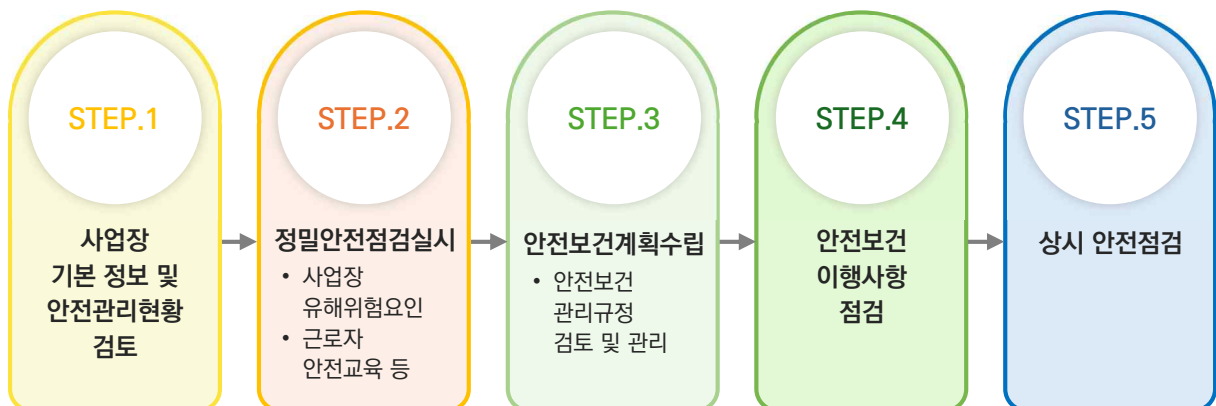 STEP.1
사업장
기본 정보 및
안전관리현황
검토
STEP.2
정밀안전점검실시
• 사업장
유해위험요인
• 근로자
안전교육 등
STEP.3
안전보건계획수립
• 안전보건
관리규정
검토 및 관리
STEP.4
안전보건
이행사항
점검
STEP.5
상시 안전점검